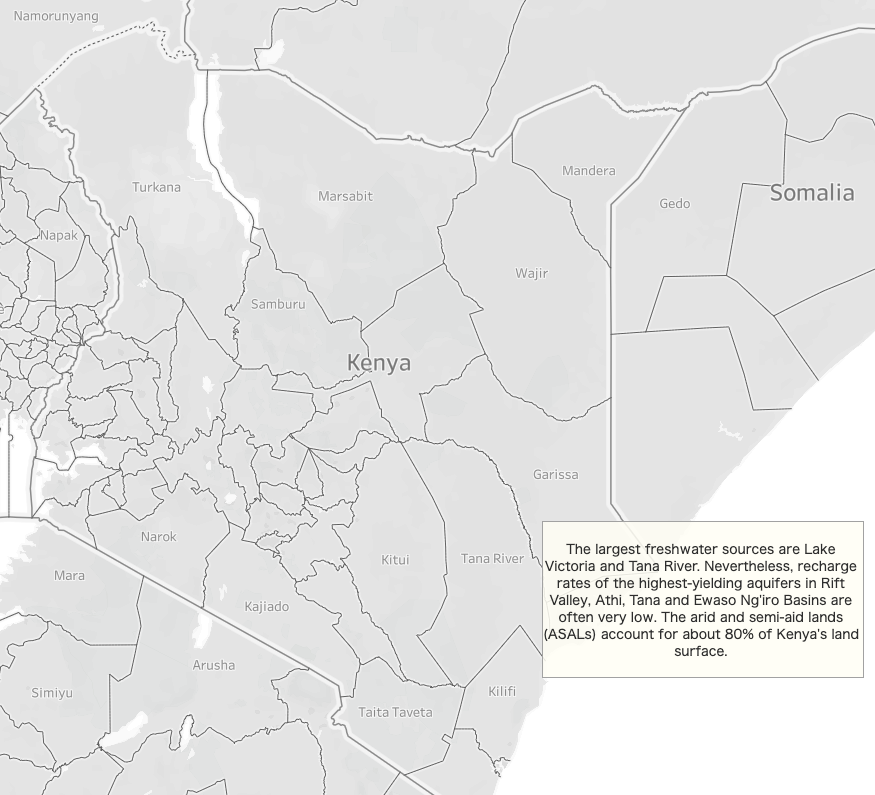 Namorunyang
Turkana
Marsabit
Mandera
Gedo
Somalia
Napak
Wajir
Samburu
Kenya
Garissa
Narok
Kitui
Tana River
Mara
Kajiado
Arusha
Simiyu
Taita Taveta
Kilifi
The largest freshwater sources are Lake
Victoria and Tana River. Nevertheless, recharge
rates of the highest-yielding aquifers in Rift
Valley, Athi, Tana and Ewaso Ng'iro Basins are
often very low. The arid and semi-aid lands
(ASALs) account for about 80% of Kenya's land
surface.